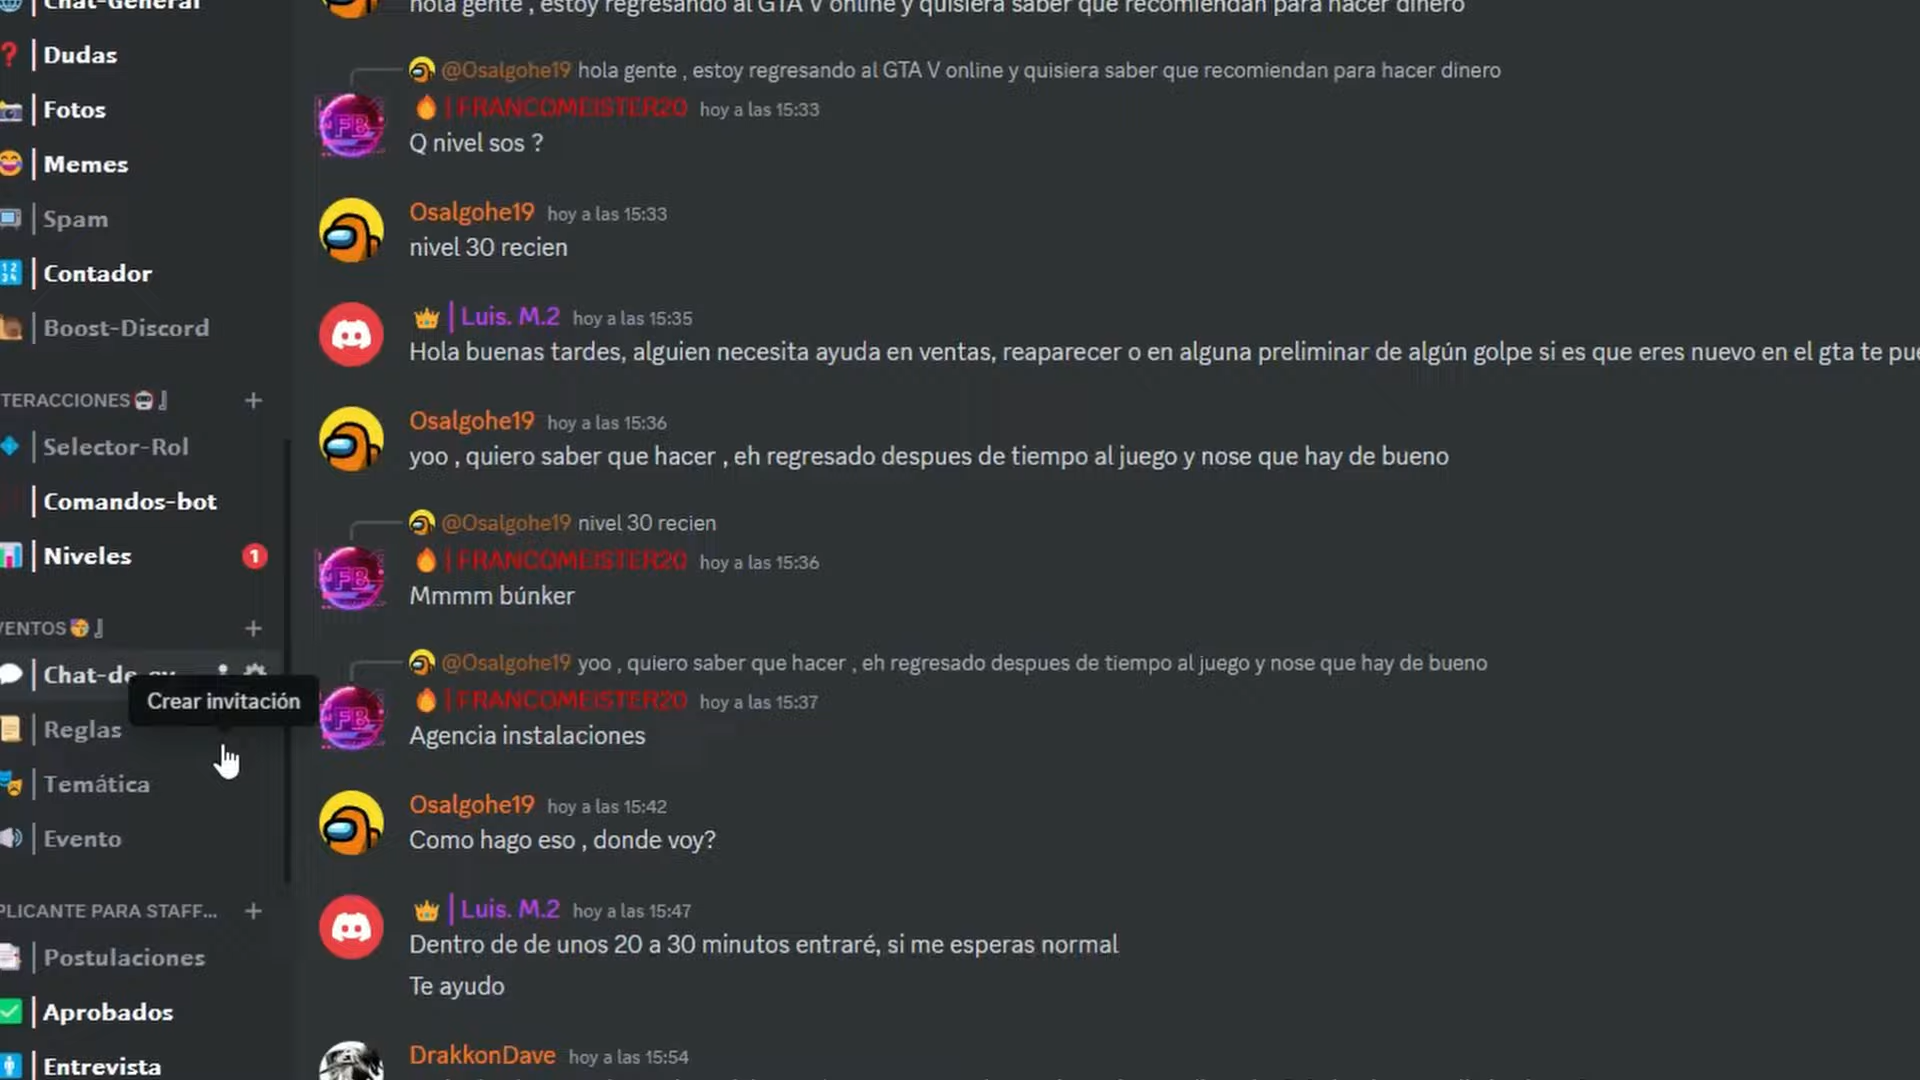 Chat-General
Dudas
Fotos
Memes
Spam
Contador
Boost-Discord
TERACCIONES
Selector-Rol
Comandos-bot
Niveles
1
VENTOS
Chat-de-ev
Crear invitación
Reglas
Temática
Evento
PLICANTE PARA STAFF...
Postulaciones
Aprobados
Entrevista
hola gente , estoy regresando al GTA V online y quisiera saber que recomiendan para hacer dinero
@Osalgohe19 hola gente , estoy regresando al GTA V online y quisiera saber que recomiendan para hacer dinero
FB
| FRANCOMEISTER20 hoy a las 15:33
Q nivel sos ?
Osalgohe19 hoy a las 15:33
nivel 30 recien
| Luis. M.2 hoy a las 15:35
Hola buenas tardes, alguien necesita ayuda en ventas, reaparecer o en alguna preliminar de algún golpe si es que eres nuevo en el gta te pue
Osalgohe19 hoy a las 15:36
yoo , quiero saber que hacer , eh regresado despues de tiempo al juego y nose que hay de bueno
@Osalgohe19 nivel 30 recien
FB
| FRANCOMEISTER20 hoy a las 15:36
Mmmm búnker
@Osalgohe19 yoo , quiero saber que hacer , eh regresado despues de tiempo al juego y nose que hay de bueno
FB
| FRANCOMEISTER20 hoy a las 15:37
Agencia instalaciones
Osalgohe19 hoy a las 15:42
Como hago eso , donde voy?
| Luis. M.2 hoy a las 15:47
Dentro de de unos 20 a 30 minutos entraré, si me esperas normal
Te ayudo
DrakkonDave hoy a las 15:54